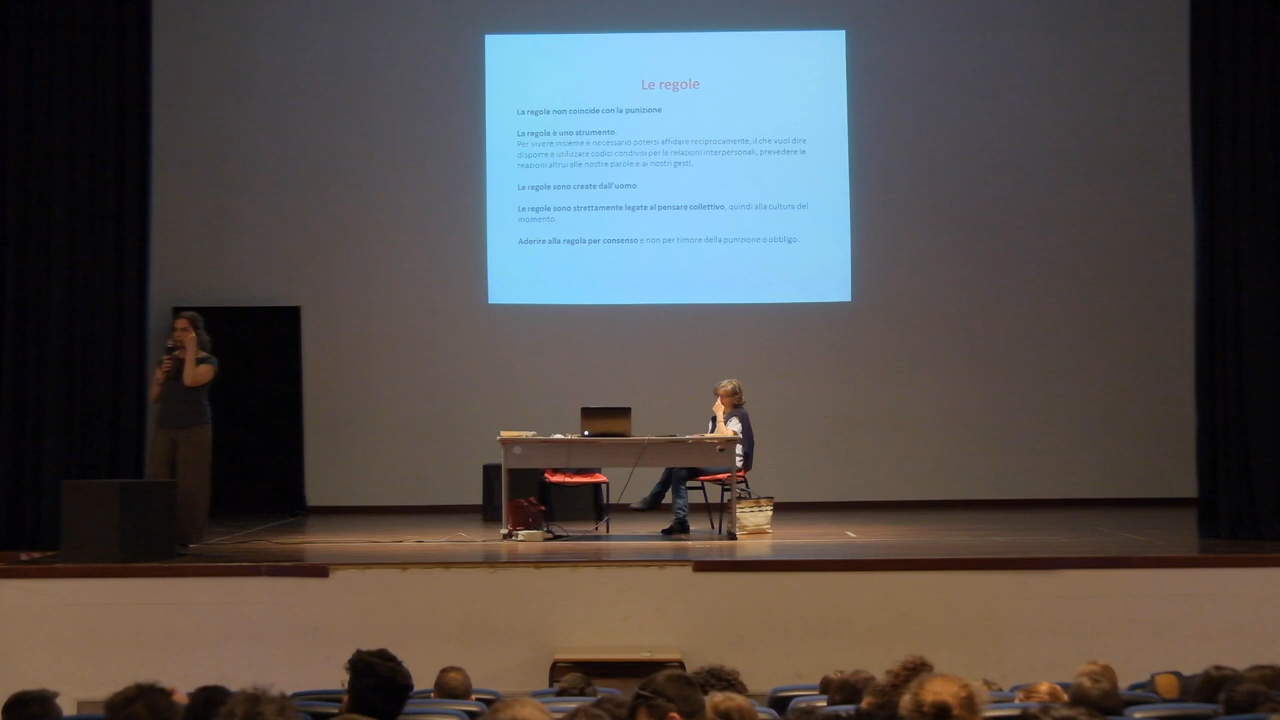 Le regole
La regola non coincide con la punizione
La regola è uno strumento.
Per vivere insieme è necessario potersi affidare reciprocamente, il che vuol dire
disporre e utilizzare codici condivisi per le relazioni interpersonali, prevedere le
reazioni altrui alle nostre parole e ai nostri gesti.
Le regole sono create dall'uomo.
Le regole sono strettamente legate al pensare collettivo, quindi alla cultura del
momento.
Aderire alla regola per consenso e non per timore della punizione o obbligo.